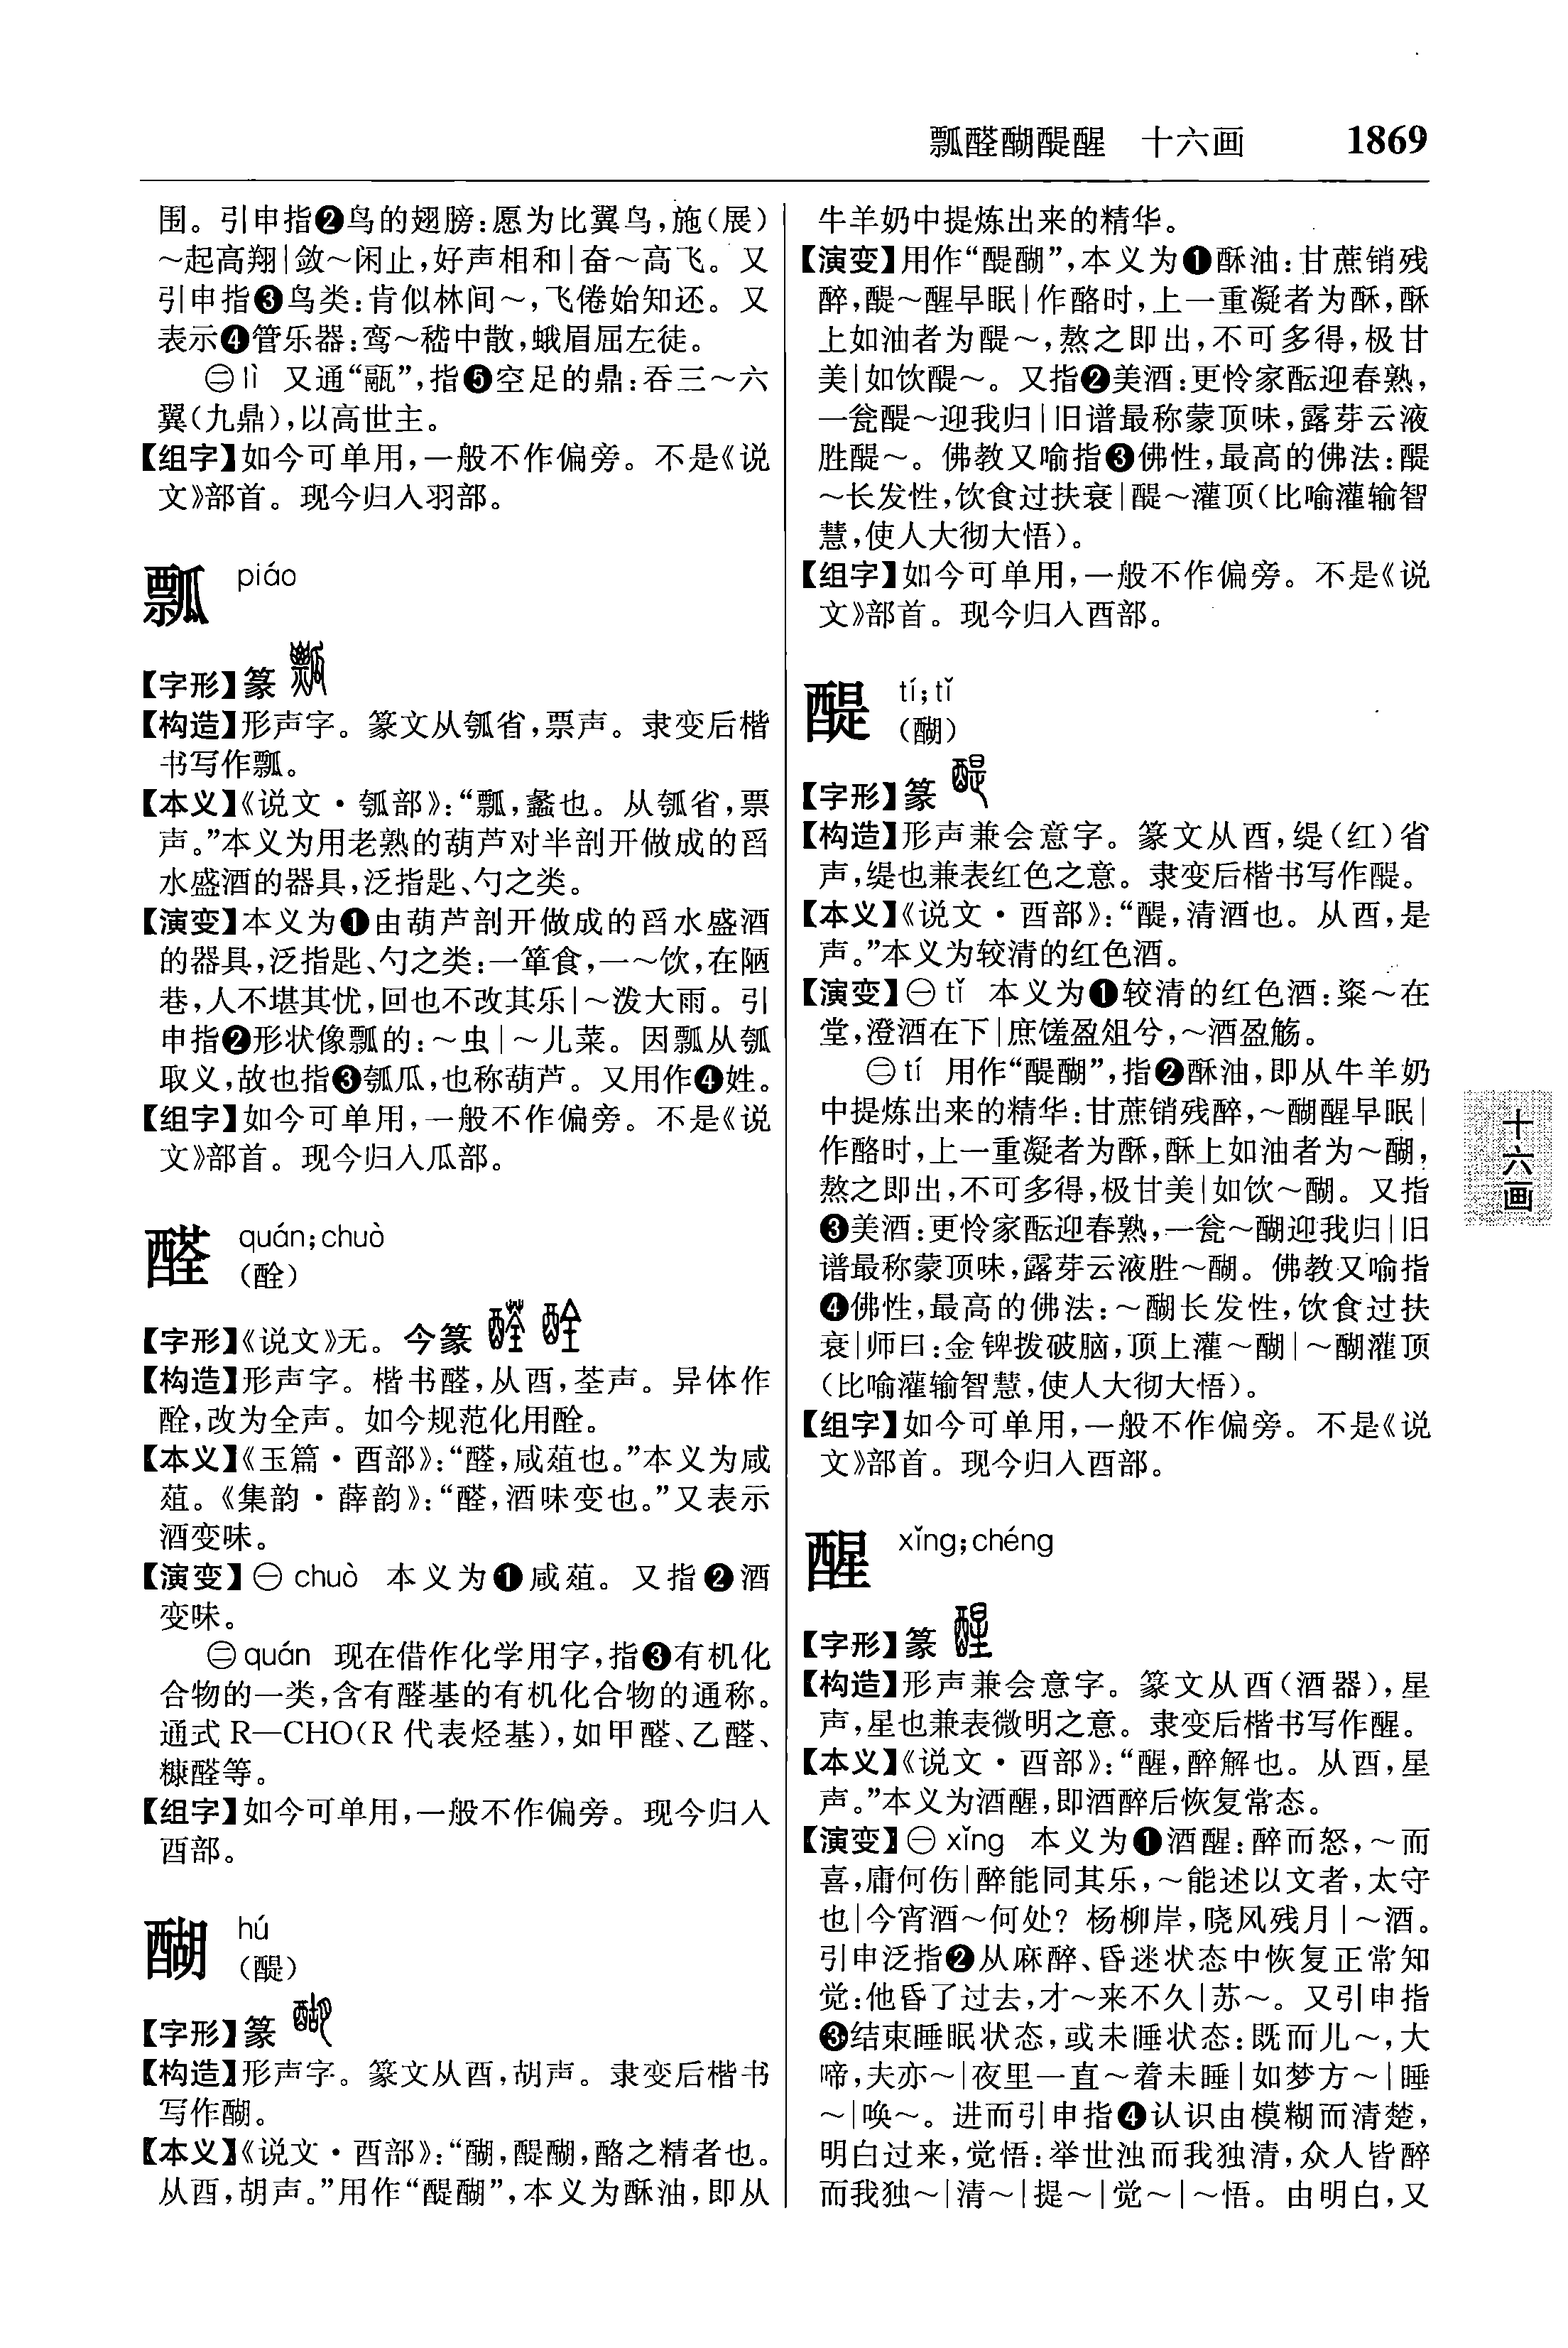 瓢醛醐醍醒　十六画　1869
围。引申指❷鸟的翅膀:愿为比翼鸟,施(展)
～起高翔|敛～闲止,好声相和|奋～高飞。又
引申指❸鸟类:肯似林间～,飞倦始知还。又
表示❹管乐器:鸾～嵇中散,蛾眉屈左徒。
㊁lì 又通“翮”,指❺空足的鼎:吞三～六
翼(九鼎),以高世主。
【组字】如今可单用,一般不作偏旁。不是《说
文》部首。现今归入羽部。
瓢 piáo
【字形】篆
【构造】形声字。篆文从瓠省,票声。隶变后楷
书写作瓢。
【本义】《说文·瓠部》:“瓢,蠡也。从瓠省,票
声。”本义为用老熟的葫芦对半剖开做成的舀
水盛酒的器具,泛指匙、勺之类。
【演变】本义为❶由葫芦剖开做成的舀水盛酒
的器具,泛指匙、勺之类:一箪食,一～饮,在陋
巷,人不堪其忧,回也不改其乐|～泼大雨。引
申指❷形状像瓢的:～虫|～儿菜。因瓢从瓠
取义,故也指❸瓠瓜,也称葫芦。又用作❹姓。
【组字】如今可单用,一般不作偏旁。不是《说
文》部首。现今归入瓜部。
醛 quán;chuò
(酫)
【字形】《说文》无。今篆
【构造】形声字。楷书醛,从酉,荃声。异体作
,改为全声。如今规范化用。
【本义】《玉篇·酉部》:“醛,咸菹也。”本义为咸
菹。《集韵·薛韵》:“醛,酒味变也。”又表示
酒变味。
【演变】㊀chuò 本义为❶咸菹。又指❷酒
变味。
㊁quán 现在借作化学用字,指❸有机化
合物的一类,含有醛基的有机化合物的通称。
通式 R—CHO(R 代表烃基),如甲醛、乙醛、
糠醛等。
【组字】如今可单用,一般不作偏旁。现今归入
酉部。
醐 hú
(醍)
【字形】篆
【构造】形声字。篆文从酉,胡声。隶变后楷书
写作醐。
【本义】《说文·酉部》:“醐,醍醐,酪之精者也。
从酉,胡声。”用作“醍醐”,本义为酥油,即从
牛羊奶中提炼出来的精华。
【演变】用作“醍醐”,本义为❶酥油:甘蔗销残
醉,醍～醒早眠|作酪时,上一重凝者为酥,酥
上如油者为醍～,熬之即出,不可多得,极甘
美|如饮醍～。又指❷美酒:更怜家酝迎春熟,
一瓮醍～迎我归|旧谱最称蒙顶味,露芽云液
胜醍～。佛教又喻指❸佛性,最高的佛法:醍
～长发性,饮食过扶衰|醍～灌顶(比喻灌输智
慧,使人大彻大悟)。
【组字】如今可单用,一般不作偏旁。不是《说
文》部首。现今归入酉部。
醍 tí;tǐ
(醐)
【字形】篆
【构造】形声兼会意字。篆文从酉,缇(红)省
声,缇也兼表红色之意。隶变后楷书写作醍。
【本义】《说文·酉部》:“醍,清酒也。从酉,是
声。”本义为较清的红色酒。
【演变】㊀tǐ 本义为❶较清的红色酒:粢～在
堂,澄酒在下|庶馐盈俎兮,～酒盈觞。
㊁tí 用作“醍醐”,指❷酥油,即从牛羊奶
中提炼出来的精华:甘蔗销残醉,～醐醒早眠|
作酪时,上一重凝者为酥,酥上如油者为～醐,
熬之即出,不可多得,极甘美|如饮～醐。又指
❸美酒:更怜家酝迎春熟,一瓮～醐迎我归|旧
谱最称蒙顶味,露芽云液胜～醐。佛教又喻指
❹佛性,最高的佛法:～醐长发性,饮食过扶
衰|师曰:金錍拨破脑,顶上灌～醐|～醐灌顶
(比喻灌输智慧,使人大彻大悟)。
【组字】如今可单用,一般不作偏旁。不是《说
文》部首。现今归入酉部。
醒 xǐng;chéng
【字形】篆
【构造】形声兼会意字。篆文从酉(酒器),星
声,星也兼表微明之意。隶变后楷书写作醒。
【本义】《说文·酉部》:“醒,醉解也。从酉,星
声。”本义为酒醒,即酒醉后恢复常态。
【演变】㊀xǐng 本义为❶酒醒:醉而怒,～而
喜,庸何伤|醉能同其乐,～能述以文者,太守
也|今宵酒～何处?杨柳岸,晓风残月|～酒。
引申泛指❷从麻醉、昏迷状态中恢复正常知
觉:他昏了过去,才～来不久|苏～。又引申指
❸结束睡眠状态,或未睡状态:既而儿～,大
啼,夫亦～|夜里一直～着未睡|如梦方～|睡
～|唤～。进而引申指❹认识由模糊而清楚,
明白过来,觉悟:举世浊而我独清,众人皆醉
而我独～|清～|提～|觉～|～悟。由明白,又
十六画